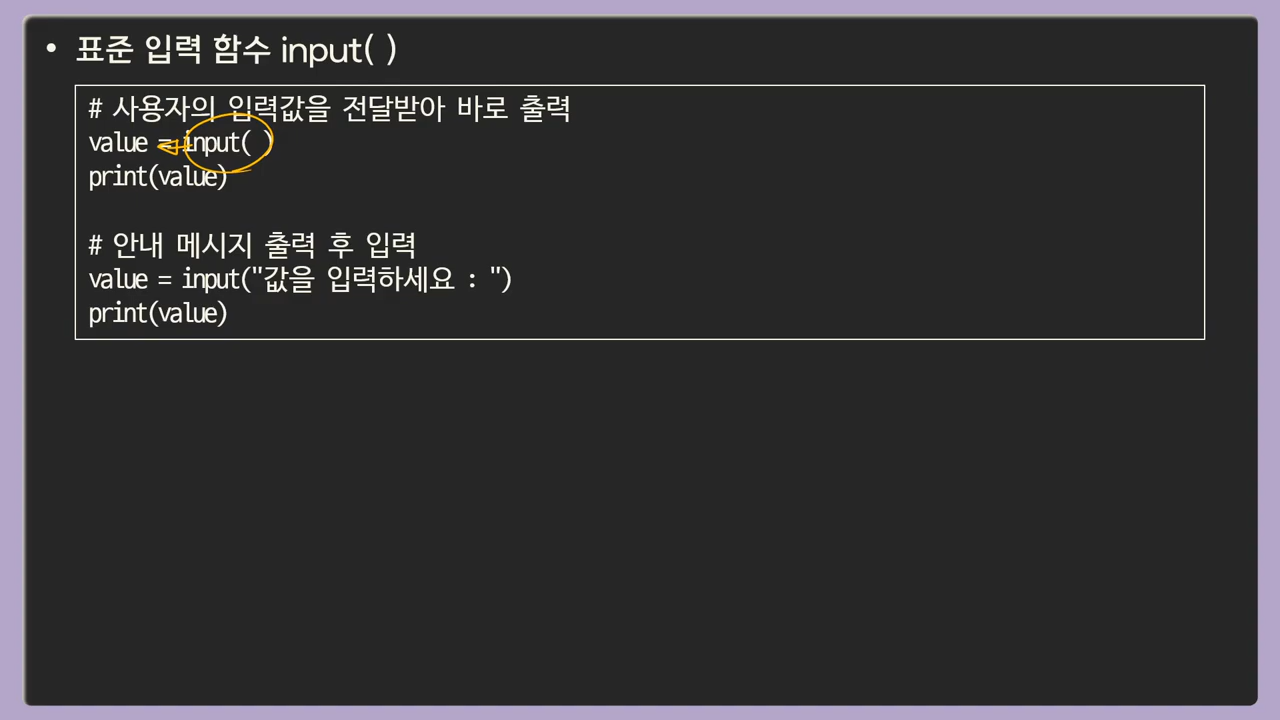 • 표준 입력 함수 input( )
# 사용자의 입력값을 전달받아 바로 출력
value = input( )
print(value)
# 안내 메시지 출력 후 입력
value = input("값을 입력하세요 : ")
print(value)